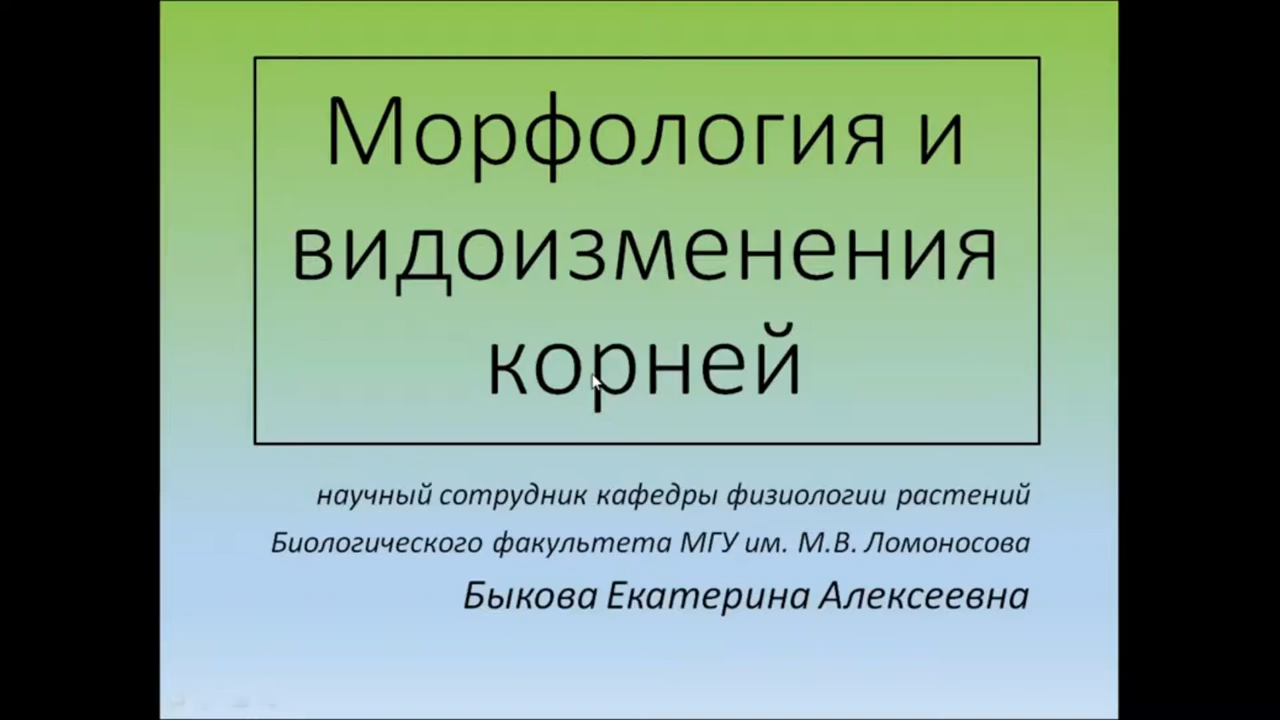 Морфология и
видоизменения
корней
научный сотрудник кафедры физиологии растений
Биологического факультета МГУ им. М.В. Ломоносова
Быкова Екатерина Алексеевна